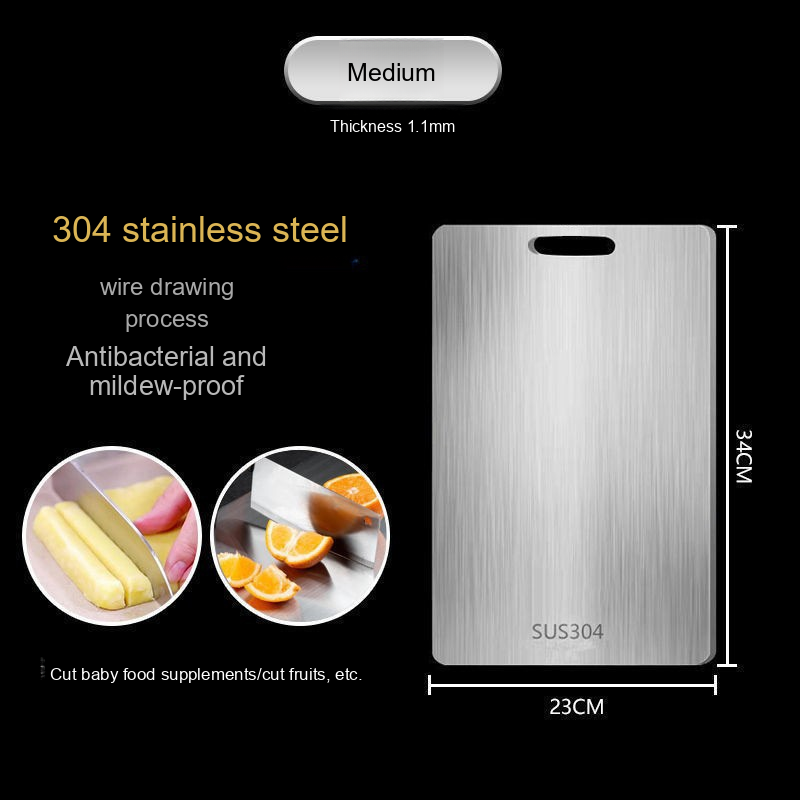 Medium
Thickness 1.1mm
304 stainless steel
wire drawing
process
Antibacterial and
mildew-proof
34CM
SUS304
Cut baby food supplements/cut fruits, etc.
23CM